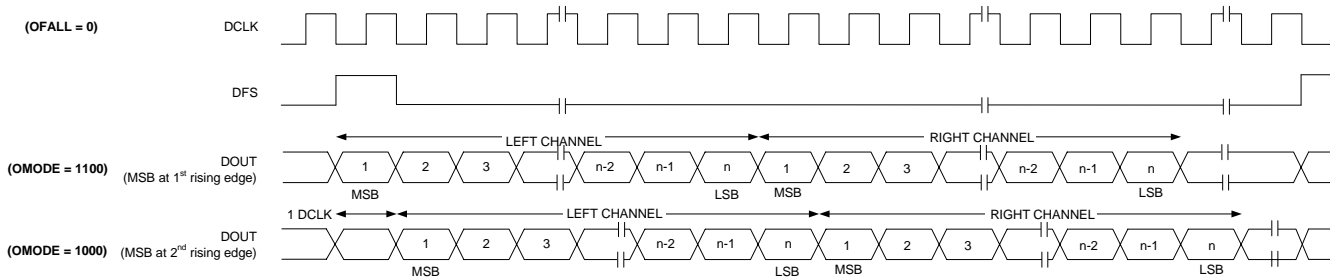 (OFALL = 0) DCLK
DFS
LEFT CHANNEL RIGHT CHANNEL
(OMODE = 1100) DOUT 1 2 3 n-2 n-1 n 1 2 3 n-2 n-1 n
(MSB at 1st rising edge)
MSB LSB MSB LSB
1 DCLK LEFT CHANNEL RIGHT CHANNEL
(OMODE = 1000) DOUT 1 2 3 n-2 n-1 n 1 2 3 n-2 n-1 n
(MSB at 2nd rising edge)
MSB LSB MSB LSB